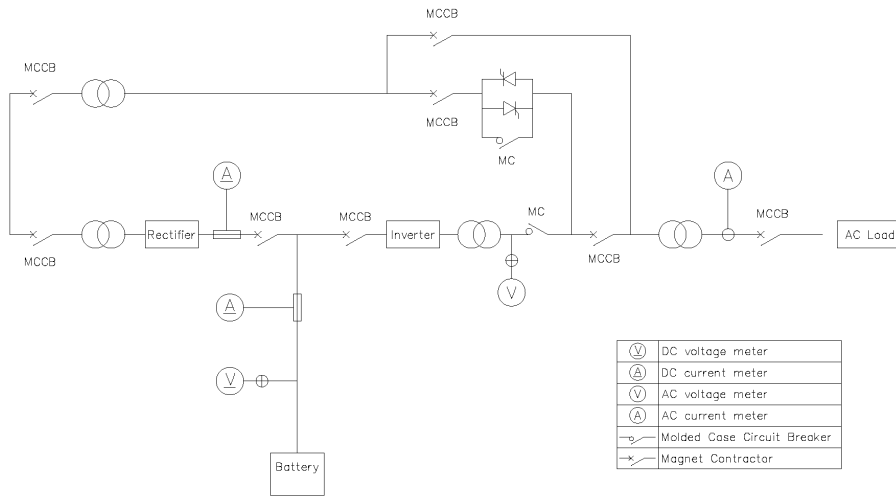 MCCB
MCCB
MCCB
MC
A
A
MCCB
MCCB
MC
MCCB
Rectifier
Inverter
AC Load
MCCB
MCCB
A
V
V
Battery
V DC voltage meter
A DC current meter
V AC voltage meter
A AC current meter
Molded Case Circuit Breaker
Magnet Contractor